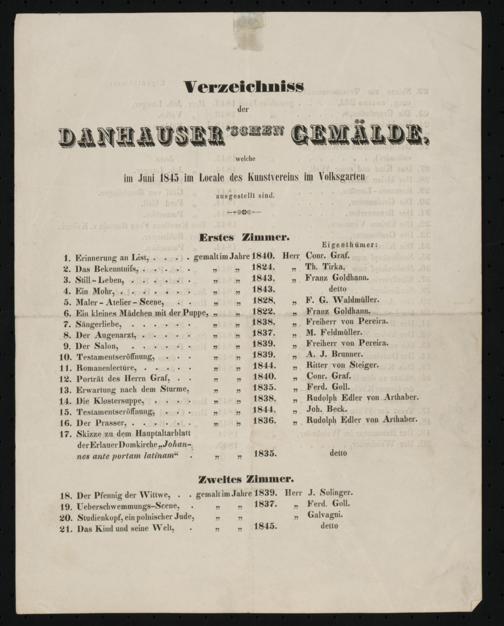 Verzeichniss
der
DANHAUSER'SCHEN GEMÄLDE,
welche
im Juni 1845 im Locale des Kunstvereins im Volksgarten
ausgestellt sind.
Erstes Zimmer.
Eigenthümer:
1. Erinnerung an List, . . . . gemalt im Jahre 1840. Herr Conr. Graf.
2. Das Bekenntnifs, . . . . . „ „ 1824. „ Th. Tirka.
3. Still-Leben, . . . . . . „ „ 1843. „ Franz Goldhann.
4. Ein Mohr, . . . . . . . „ „ 1843. detto
5. Maler-Atelier-Scene, . . „ „ 1828. „ F. G. Waldmüller.
6. Ein kleines Mädchen mit der Puppe, „ „ 1822. „ Franz Goldhann.
7. Sängerliebe, . . . . . . „ „ 1838. „ Freiherr von Pereira.
8. Der Augenarzt, . . . . . „ „ 1837. „ M. Feldmüller.
9. Der Salon, . . . . . . „ „ 1839. „ Freiherr von Pereira.
10. Testamentseröffnung, . . . „ „ 1839. „ A. J. Brunner.
11. Romanenlecture, . . . . „ „ 1844. „ Ritter von Steiger.
12. Porträt des Herrn Graf, . . „ „ 1840. „ Conr. Graf.
13. Erwartung nach dem Sturme, „ „ 1835. „ Ferd. Goll.
14. Die Klostersuppe, . . . . „ „ 1838. „ Rudolph Edler von Arthaber.
15. Testamentseröffnung, . . . „ „ 1844. „ Joh. Beck.
16. Der Prasser, . . . . . „ „ 1836. „ Rudolph Edler von Arthaber.
17. Skizze zu dem Hauptaltarblatt
der Erlauer Domkirche „Johan-
nes ante portam latinam“ . „ „ 1835. detto
Zweites Zimmer.
18. Der Pfennig der Wittwe, . . gemalt im Jahre 1839. Herr J. Solinger.
19. Ueberschwemmungs-Scene, . „ „ 1837. „ Ferd. Goll.
20. Studienkopf, ein polnischer Jude, „ „ „ Galvagni.
21. Das Kind und seine Welt, . „ „ 1845. detto